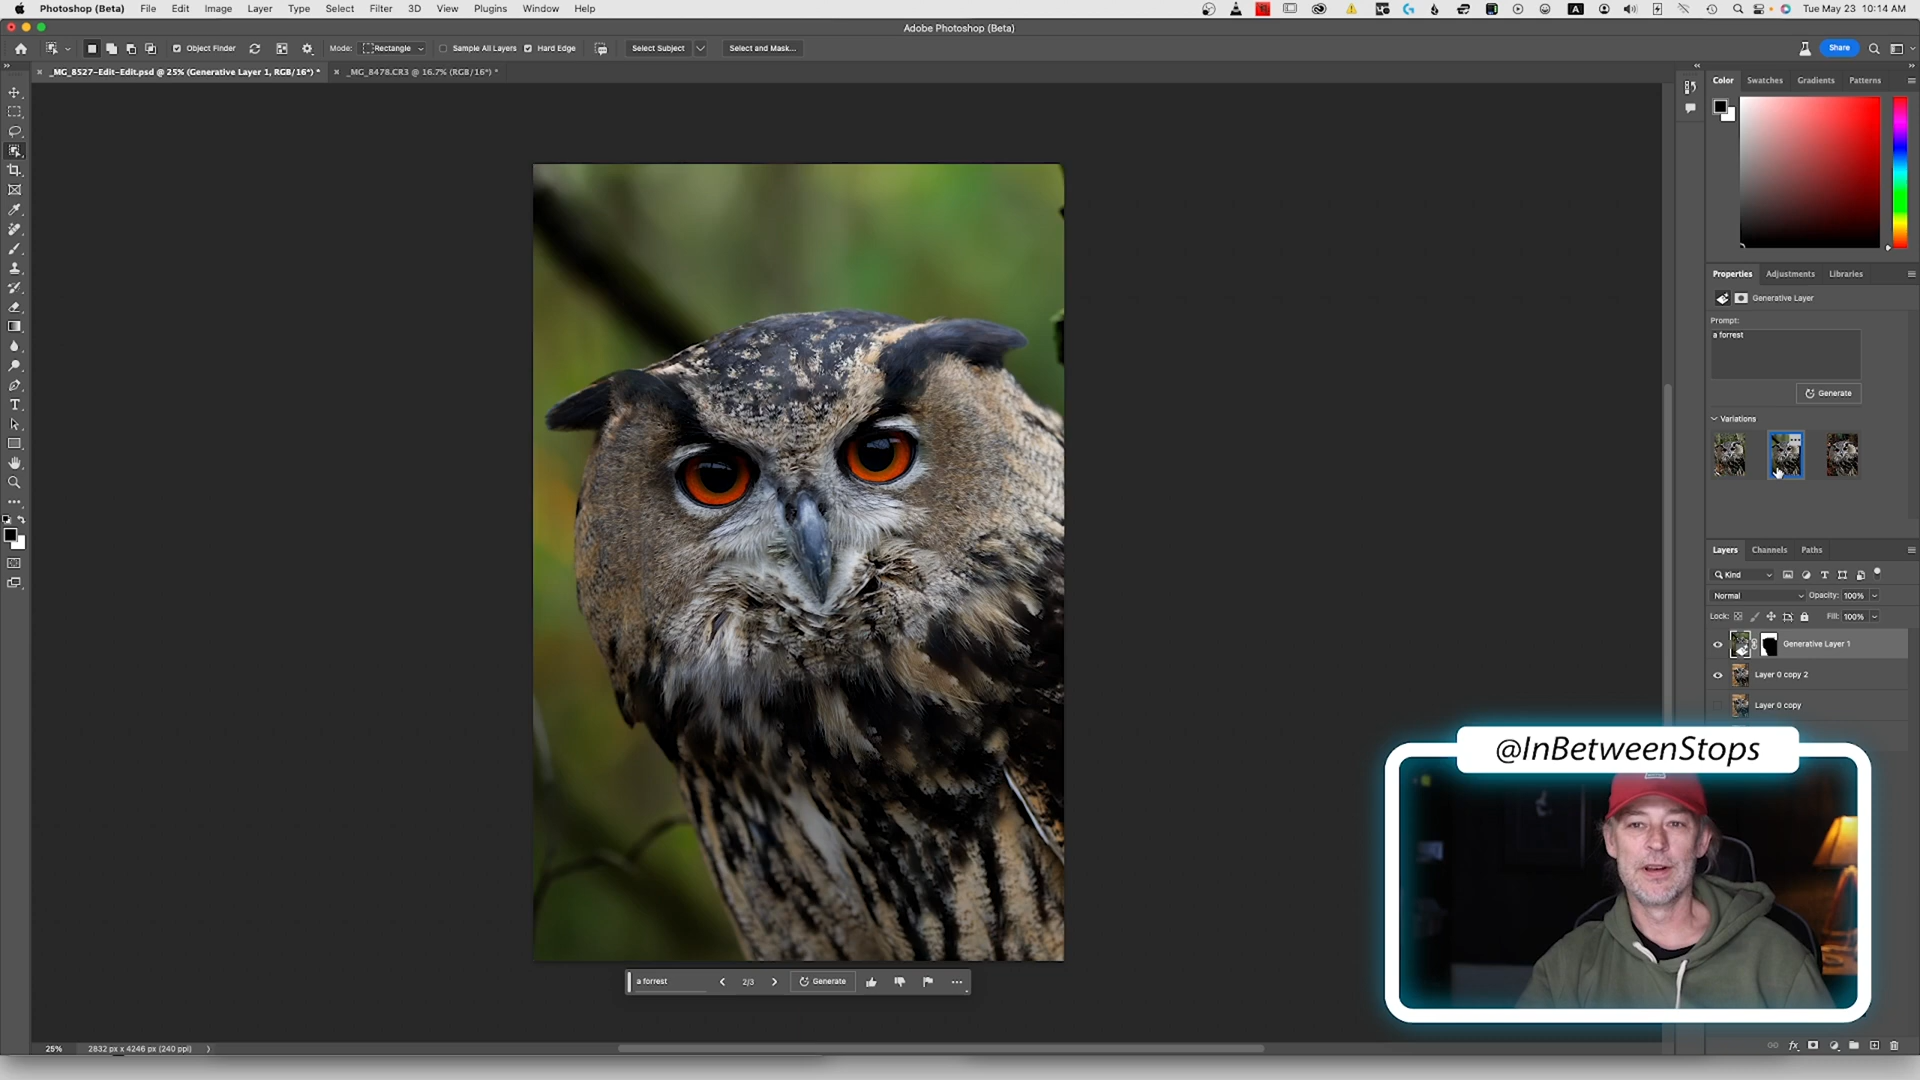 Photoshop (Beta) File Edit Image Layer Type Select Filter 3D View Plugins Window Help
A
Tue May 23 10:14 AM
Adobe Photoshop (Beta)
Object Finder Mode: Rectangle Sample All Layers Hard Edge Select Subject Select and Mask... Share
_MG_8527-Edit-Edit.psd @ 25% (Generative Layer 1, RGB/16*) *
_MG_8478.CR3 @ 16.7% (RGB/16*) *
Color Swatches Gradients Patterns
Properties Adjustments Libraries
Generative Layer
Prompt:
a forrest
Generate
Variations
Layers Channels Paths
Kind
Normal Opacity: 100%
Lock: Fill: 100%
Generative Layer 1
Layer 0 copy 2
Layer 0 copy
@InBetweenStops
a forrest 2/3 Generate
25% 2832 px x 4246 px (240 ppi)